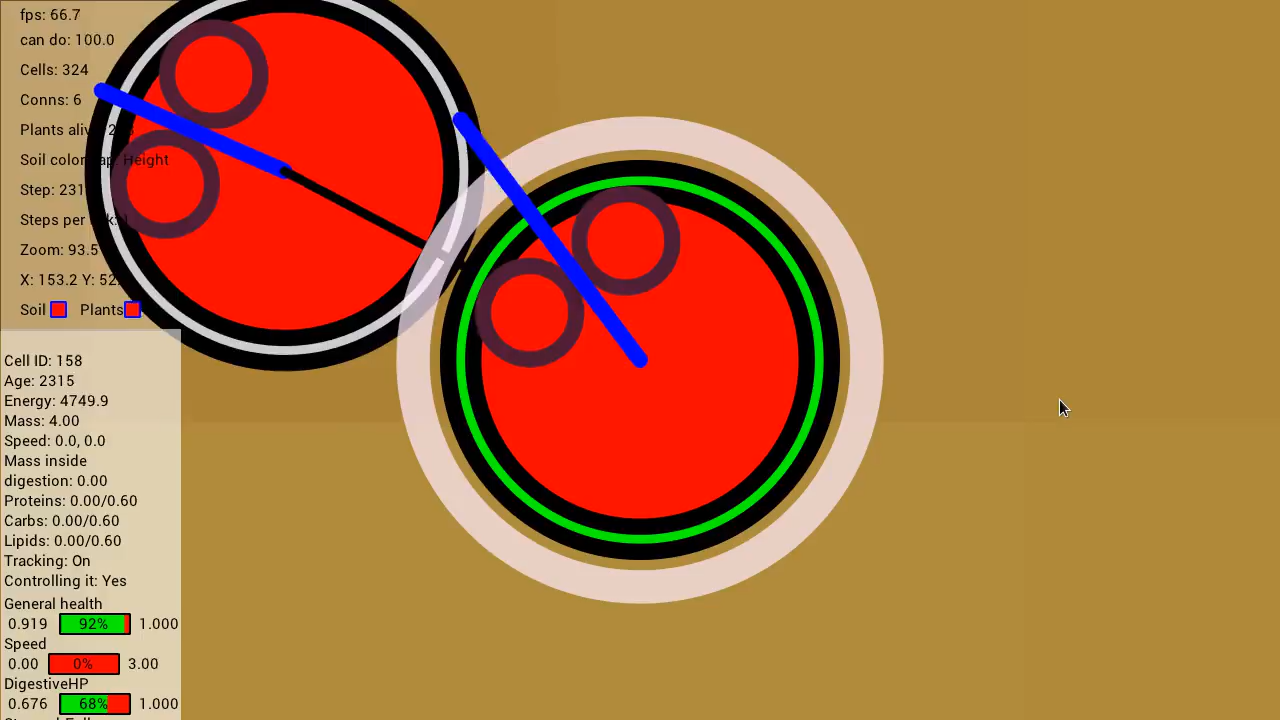 fps: 66.7
can do: 100.0
Cells: 324
Conns: 6
Plants aliv
Soil color ap: Height
Step: 231
Steps per
Zoom: 93.5
X: 153.2 Y: 52.
Soil Plants
Cell ID: 158
Age: 2315
Energy: 4749.9
Mass: 4.00
Speed: 0.0, 0.0
Mass inside
digestion: 0.00
Proteins: 0.00/0.60
Carbs: 0.00/0.60
Lipids: 0.00/0.60
Tracking: On
Controlling it: Yes
General health
0.919 92% 1.000
Speed
0.00 0% 3.00
DigestiveHP
0.676 68% 1.000